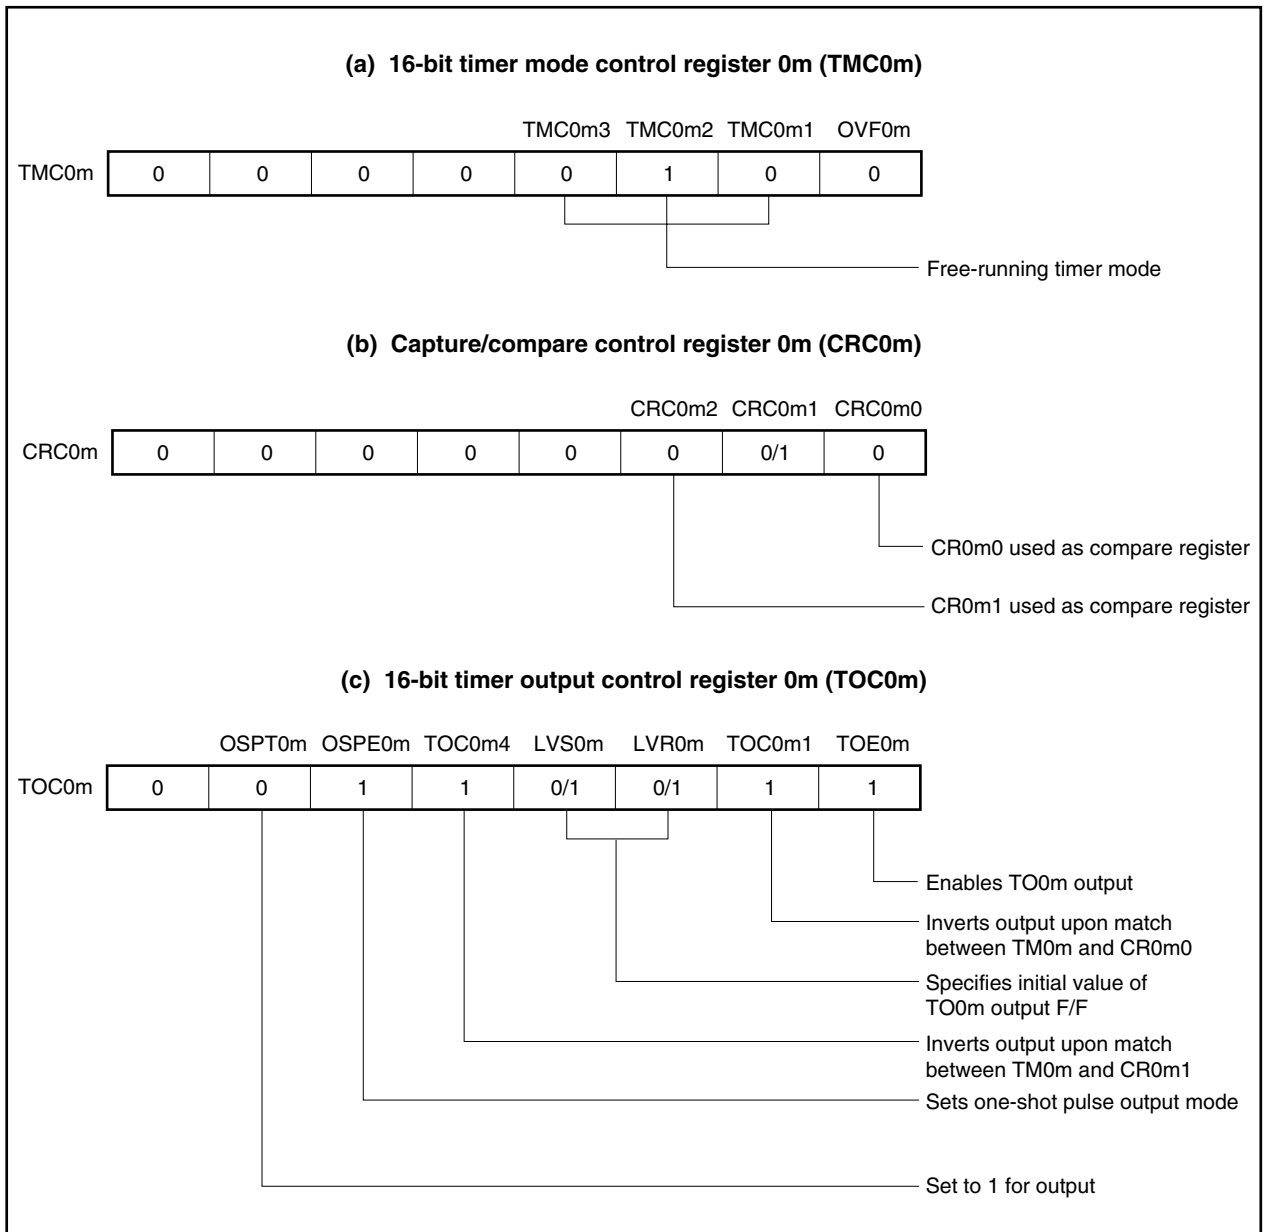 (a) 16-bit timer mode control register 0m (TMC0m)
TMC0m3 TMC0m2 TMC0m1 OVF0m
TMC0m 0 0 0 0 0 1 0 0
Free-running timer mode
(b) Capture/compare control register 0m (CRC0m)
CRC0m2 CRC0m1 CRC0m0
CRC0m 0 0 0 0 0 0 0/1 0
CR0m0 used as compare register
CR0m1 used as compare register
(c) 16-bit timer output control register 0m (TOC0m)
OSPT0m OSPE0m TOC0m4 LVS0m LVR0m TOC0m1 TOE0m
TOC0m 0 0 1 1 0/1 0/1 1 1
Enables TO0m output
Inverts output upon match
between TM0m and CR0m0
Specifies initial value of
TO0m output F/F
Inverts output upon match
between TM0m and CR0m1
Sets one-shot pulse output mode
Set to 1 for output